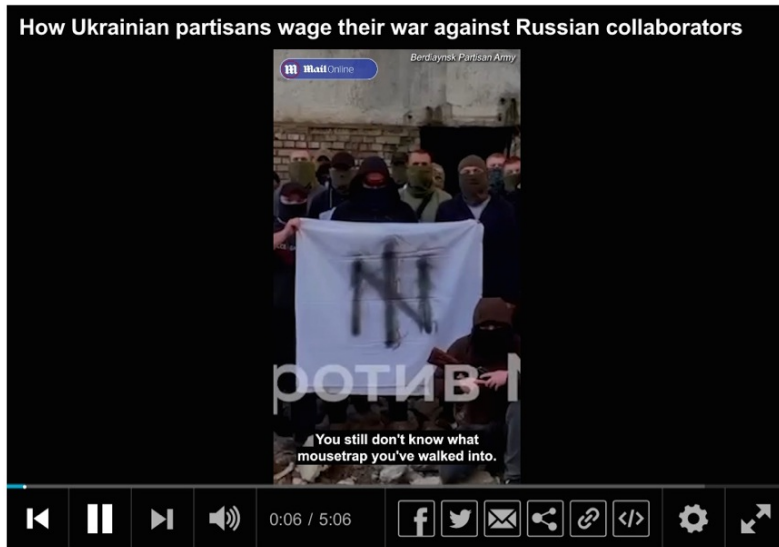 How Ukrainian partisans wage their war against Russian collaborators
Berdiaynsk Partisan Army
m Mail Online
ротив
You still don't know what
mousetrap you've walked into.
0:06 / 5:06